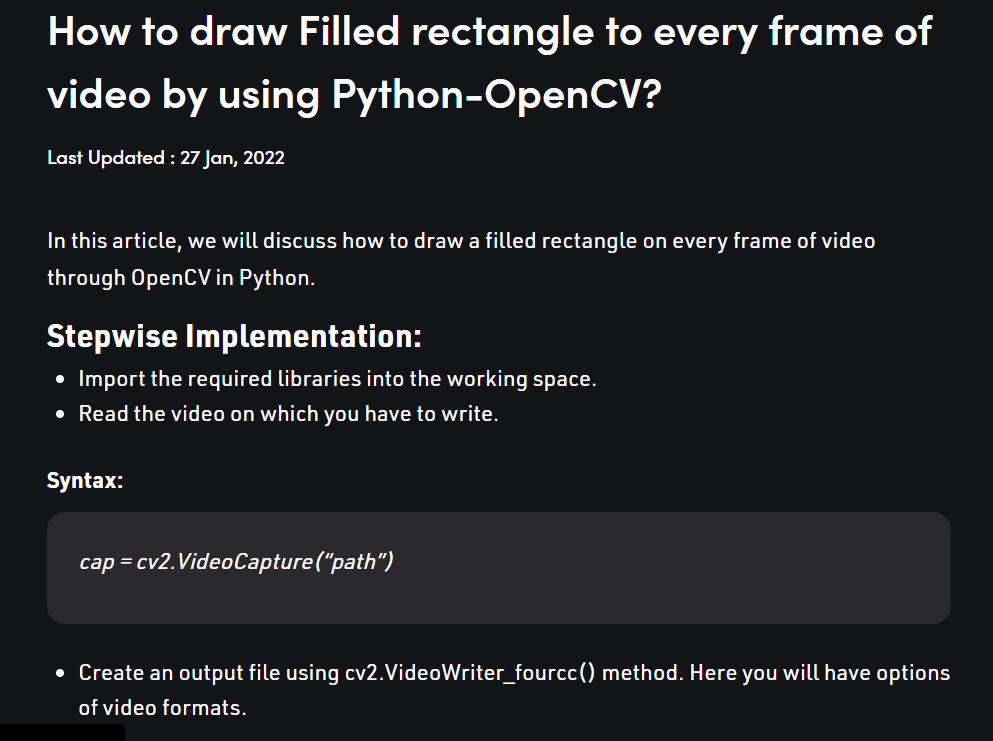 How to draw Filled rectangle to every frame of
video by using Python-OpenCV?
Last Updated : 27 Jan, 2022
In this article, we will discuss how to draw a filled rectangle on every frame of video
through OpenCV in Python.
Stepwise Implementation:
• Import the required libraries into the working space.
• Read the video on which you have to write.
Syntax:
cap = cv2.VideoCapture(“path”)
• Create an output file using cv2.VideoWriter_fourcc() method. Here you will have options
of video formats.